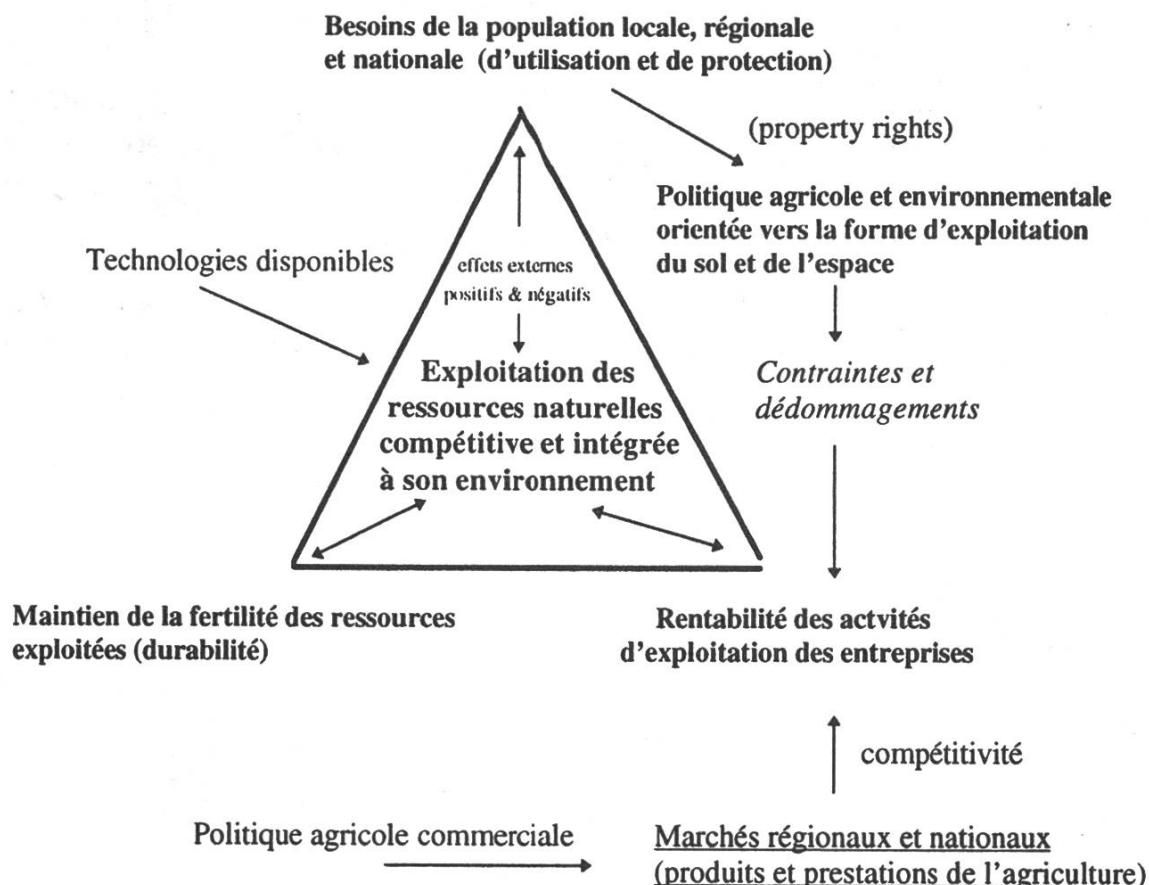 Besoins de la population locale, régionale
et nationale (d'utilisation et de protection)
(property rights)
Politique agricole et environnementale
orientée vers la forme d'exploitation
du sol et de l'espace
Technologies disponibles
effets externes
positifs & négatifs
Exploitation des
ressources naturelles
compétitive et intégrée
à son environnement
Contraintes et
dédommagements
Maintien de la fertilité des ressources
exploitées (durabilité)
Rentabilité des actvités
d'exploitation des entreprises
compétitivité
Politique agricole commerciale
Marchés régionaux et nationaux
(produits et prestations de l'agriculture)